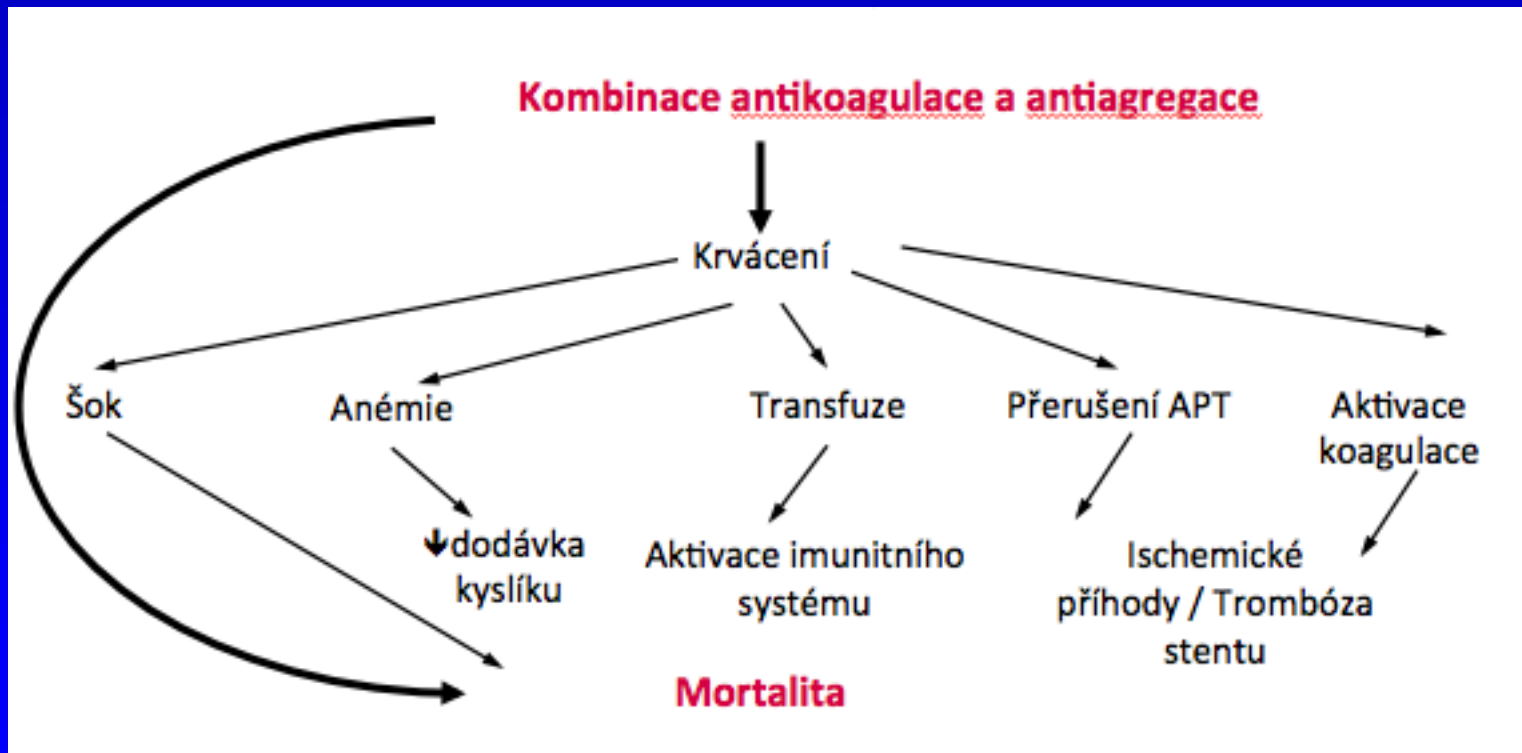 Kombinace antikoagulace a antiagregace
Krvácení
Šok
Anémie
Transfuze
Přerušení APT
Aktivace
koagulace
↓dodávka
kyslíku
Aktivace imunitního
systému
Ischemické
příhody / Trombóza
stentu
Mortalita